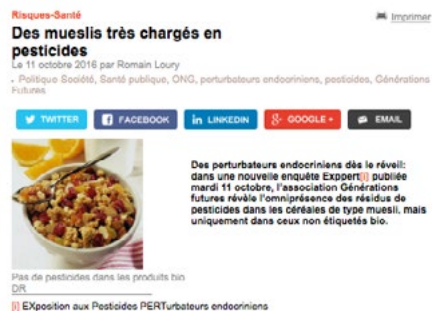 Risques-Santé
Imprimer
Des mueslis très chargés en
pesticides
Le 11 octobre 2016 par Romain Loury
Politique Société, Santé publique, ONG, perturbateurs endocriniens, pesticides, Générations
Futures
TWITTER
FACEBOOK
in LINKEDIN
g+ GOOGLE +
EMAIL
Des perturbateurs endocriniens dès le réveil:
dans une nouvelle enquête Exppert[i] publiée
mardi 11 octobre, l'association Générations
futures révèle l'omniprésence des résidus de
pesticides dans les céréales de type muesli, mais
uniquement dans ceux non étiquetés bio.
Pas de pesticides dans les produits bio
DR
[i] EXposition aux Pesticides PERTurbateurs endocriniens